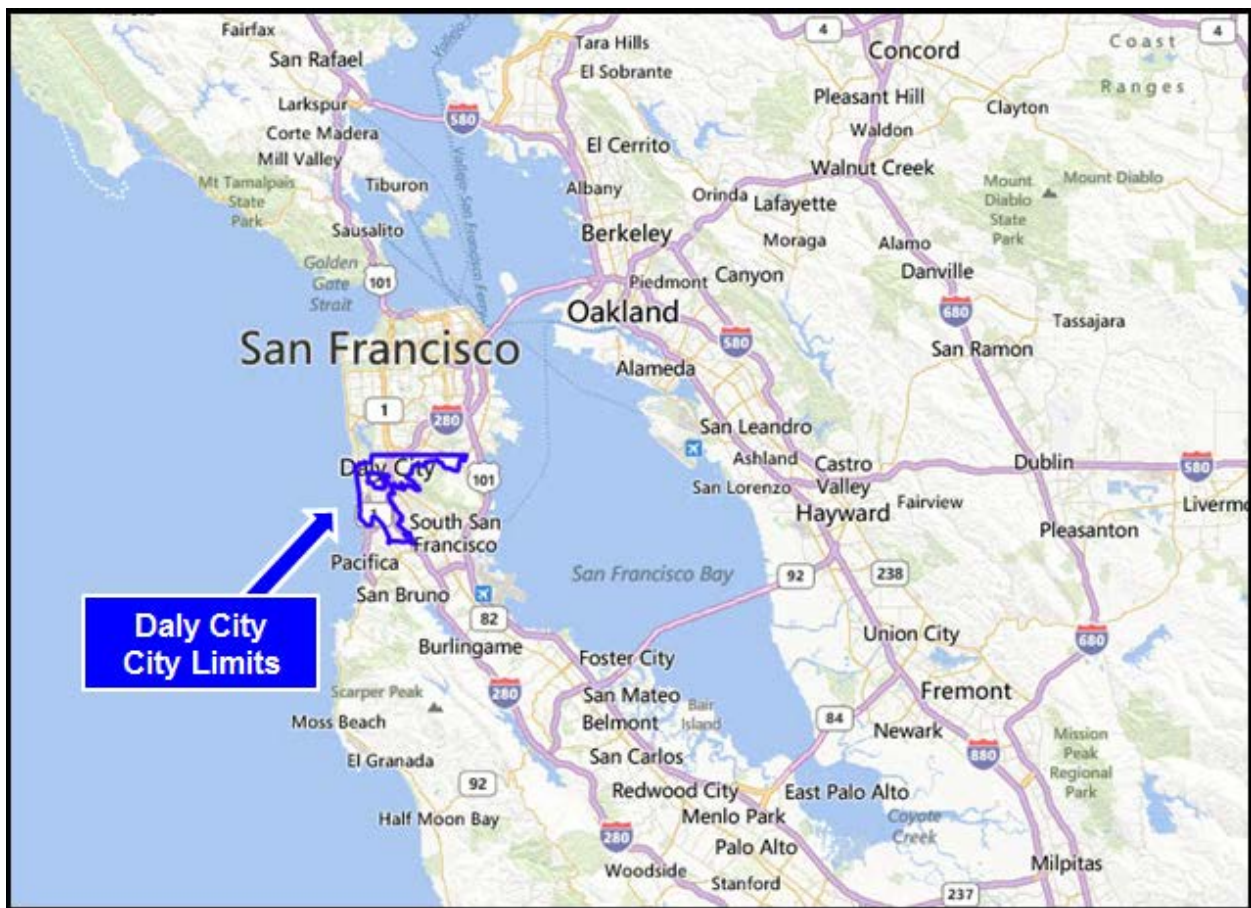 Fairfax
San Rafael
Tara Hills
El Sobrante
4
Concord
Coast
Ranges
4
Larkspur
580
Pleasant Hill
Clayton
Corte Madera
El Cerrito
Waldon
Mill Valley
Walnut Creek
Mt Tamalpais
State
Park
Tiburon
Albany
Orinda
Lafayette
Mount
Diablo
State
Park
Mount Diablo
Sausalito
Berkeley
Moraga
Alamo
Golden
Gate
Strait
101
Vallejo-San Francisco Ferry
Piedmont
Canyon
Danville
Oakland
680
Tassajara
San Francisco
580
San Ramon
Alameda
1
280
San Leandro
Daly City
101
Ashland
Castro
Valley
Dublin
580
San Lorenzo
Fairview
Livermo
Hayward
South San
Francisco
Pleasanton
Pacifica
San Francisco Bay
92
238
San Bruno
82
Daly City
City Limits
Burlingame
Union City
680
Foster City
Scarper Peak
280
San Mateo
Bair
Island
Fremont
Moss Beach
Belmont
84
Newark
Mission
Peak
Regional
Park
El Granada
San Carlos
880
92
Redwood City
East Palo Alto
Half Moon Bay
Menlo Park
Coyote
Creek
280
Palo Alto
Woodside
Stanford
Milpitas
237